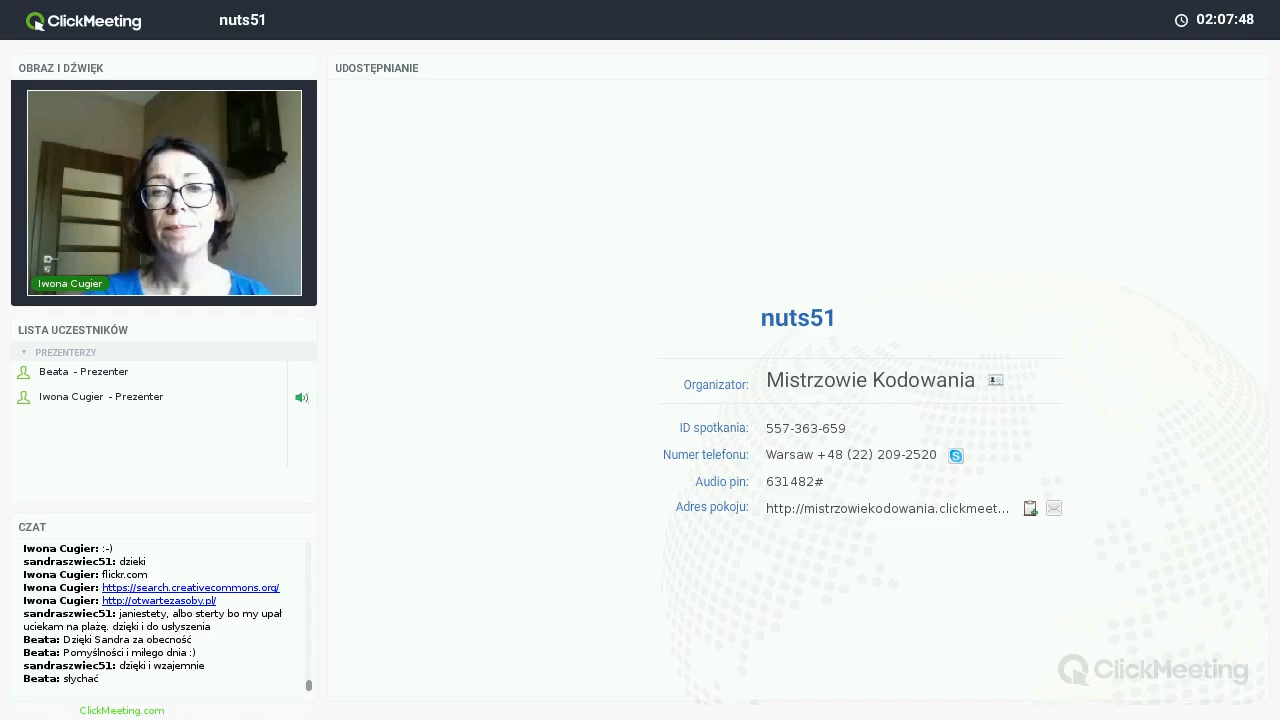 ClickMeeting
nuts51
02:07:48
OBRAZ I DŹWIĘK
Iwona Cugier
LISTA UCZESTNIKÓW
PREZENTERZY
Beata - Prezenter
Iwona Cugier - Prezenter
CZAT
Iwona Cugier: :-)
sandraszwiec51: dzieki
Iwona Cugier: flickr.com
Iwona Cugier: https://search.creativecommons.org/
Iwona Cugier: http://otwartezasoby.pl/
sandraszwiec51: janiestety, albo sterty bo my upał
uciekam na plażę. dzięki i do usłyszenia
Beata: Dzięki Sandra za obecność
Beata: Pomyślności i miłego dnia :)
sandraszwiec51: dzięki i wzajemnie
Beata: słychać
ClickMeeting.com
UDOSTĘPNIANIE
nuts51
Organizator: Mistrzowie Kodowania
ID spotkania: 557-363-659
Numer telefonu: Warsaw +48 (22) 209-2520
Audio pin: 631482#
Adres pokoju: http://mistrzowiekodowania.clickmeet...
ClickMeeting